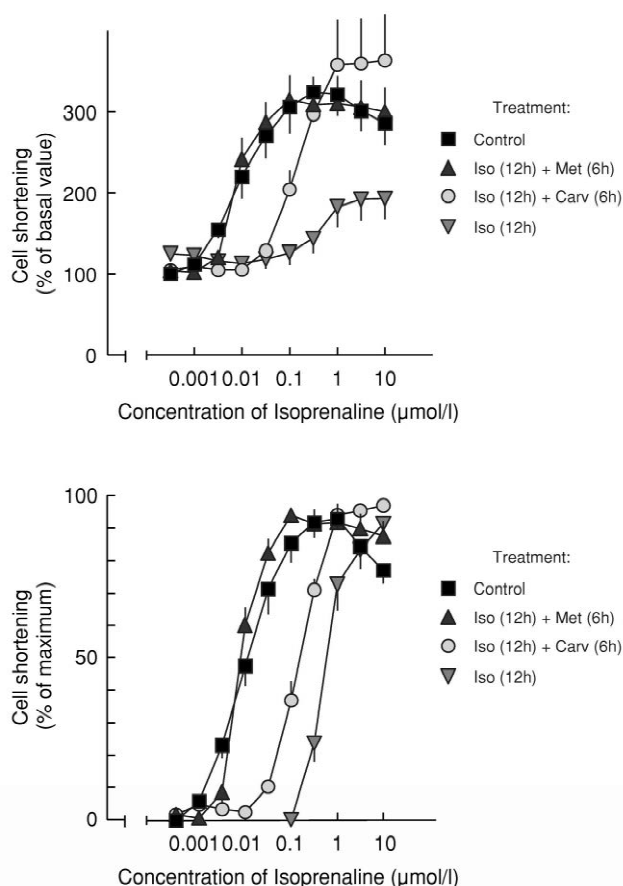 300
200
100
0
Cell shortening
(% of basal value)
0.001 0.01 0.1 1 10
Concentration of Isoprenaline (μmol/l)
Treatment:
Control
Iso (12h) + Met (6h)
Iso (12h) + Carv (6h)
Iso (12h)
100
50
0
Cell shortening
(% of maximum)
0.001 0.01 0.1 1 10
Concentration of Isoprenaline (μmol/l)
Treatment:
Control
Iso (12h) + Met (6h)
Iso (12h) + Carv (6h)
Iso (12h)